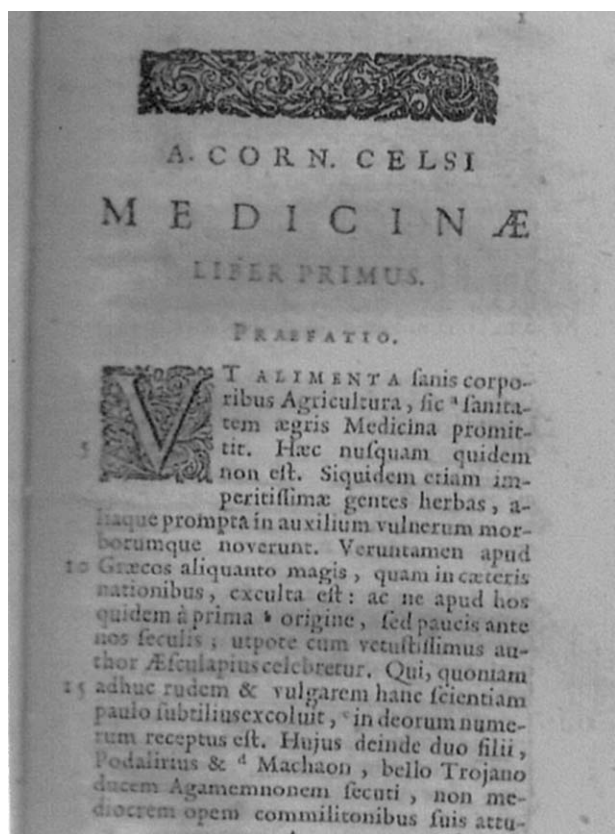 1
A. CORN. CELSI
MEDICINÆ
LIBER PRIMUS.
PRAEFATIO.
VT ALIMENTA ſanis corpo-
ribus Agricultura, ſic ᵃ ſanita-
tem ægris Medicina promit-
5 tit. Hæc nuſquam quidem
non eſt. Siquidem etiam im-
peritiſſimæ gentes herbas, a-
liaque prompta in auxilium vulnerum mor-
borumque noverunt. Veruntamen apud
10 Græcos aliquanto magis, quam in cæteris
nationibus, exculta eſt: ac ne apud hos
quidem à prima ᵇ origine, ſed paucis ante
nos ſeculis; utpote cum vetuſtiſſimus au-
thor Æſculapius celebretur. Qui, quoniam
15 adhuc rudem & vulgarem hanc ſcientiam
paulo ſubtilius excoluit, ᶜ in deorum nume-
rum receptus eſt. Hujus deinde duo filii,
Podalirius & ᵈ Machaon, bello Trojano
ducem Agamemnonem ſecuti, non me-
diocrem opem commilitonibus ſuis attu-